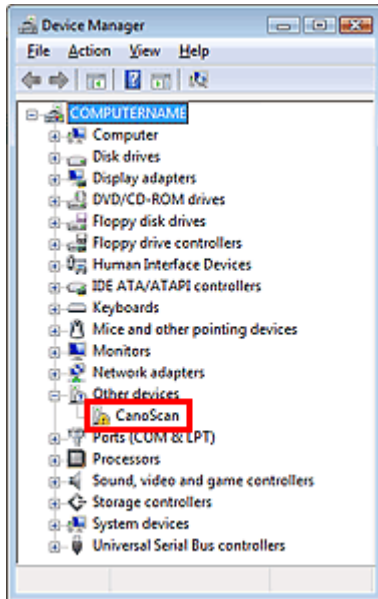 Device Manager
File Action View Help
COMPUTERNAME
Computer
Disk drives
Display adapters
DVD/CD-ROM drives
Floppy disk drives
Floppy drive controllers
Human Interface Devices
IDE ATA/ATAPI controllers
Keyboards
Mice and other pointing devices
Monitors
Network adapters
Other devices
CanoScan
Ports (COM & LPT)
Processors
Sound, video and game controllers
Storage controllers
System devices
Universal Serial Bus controllers